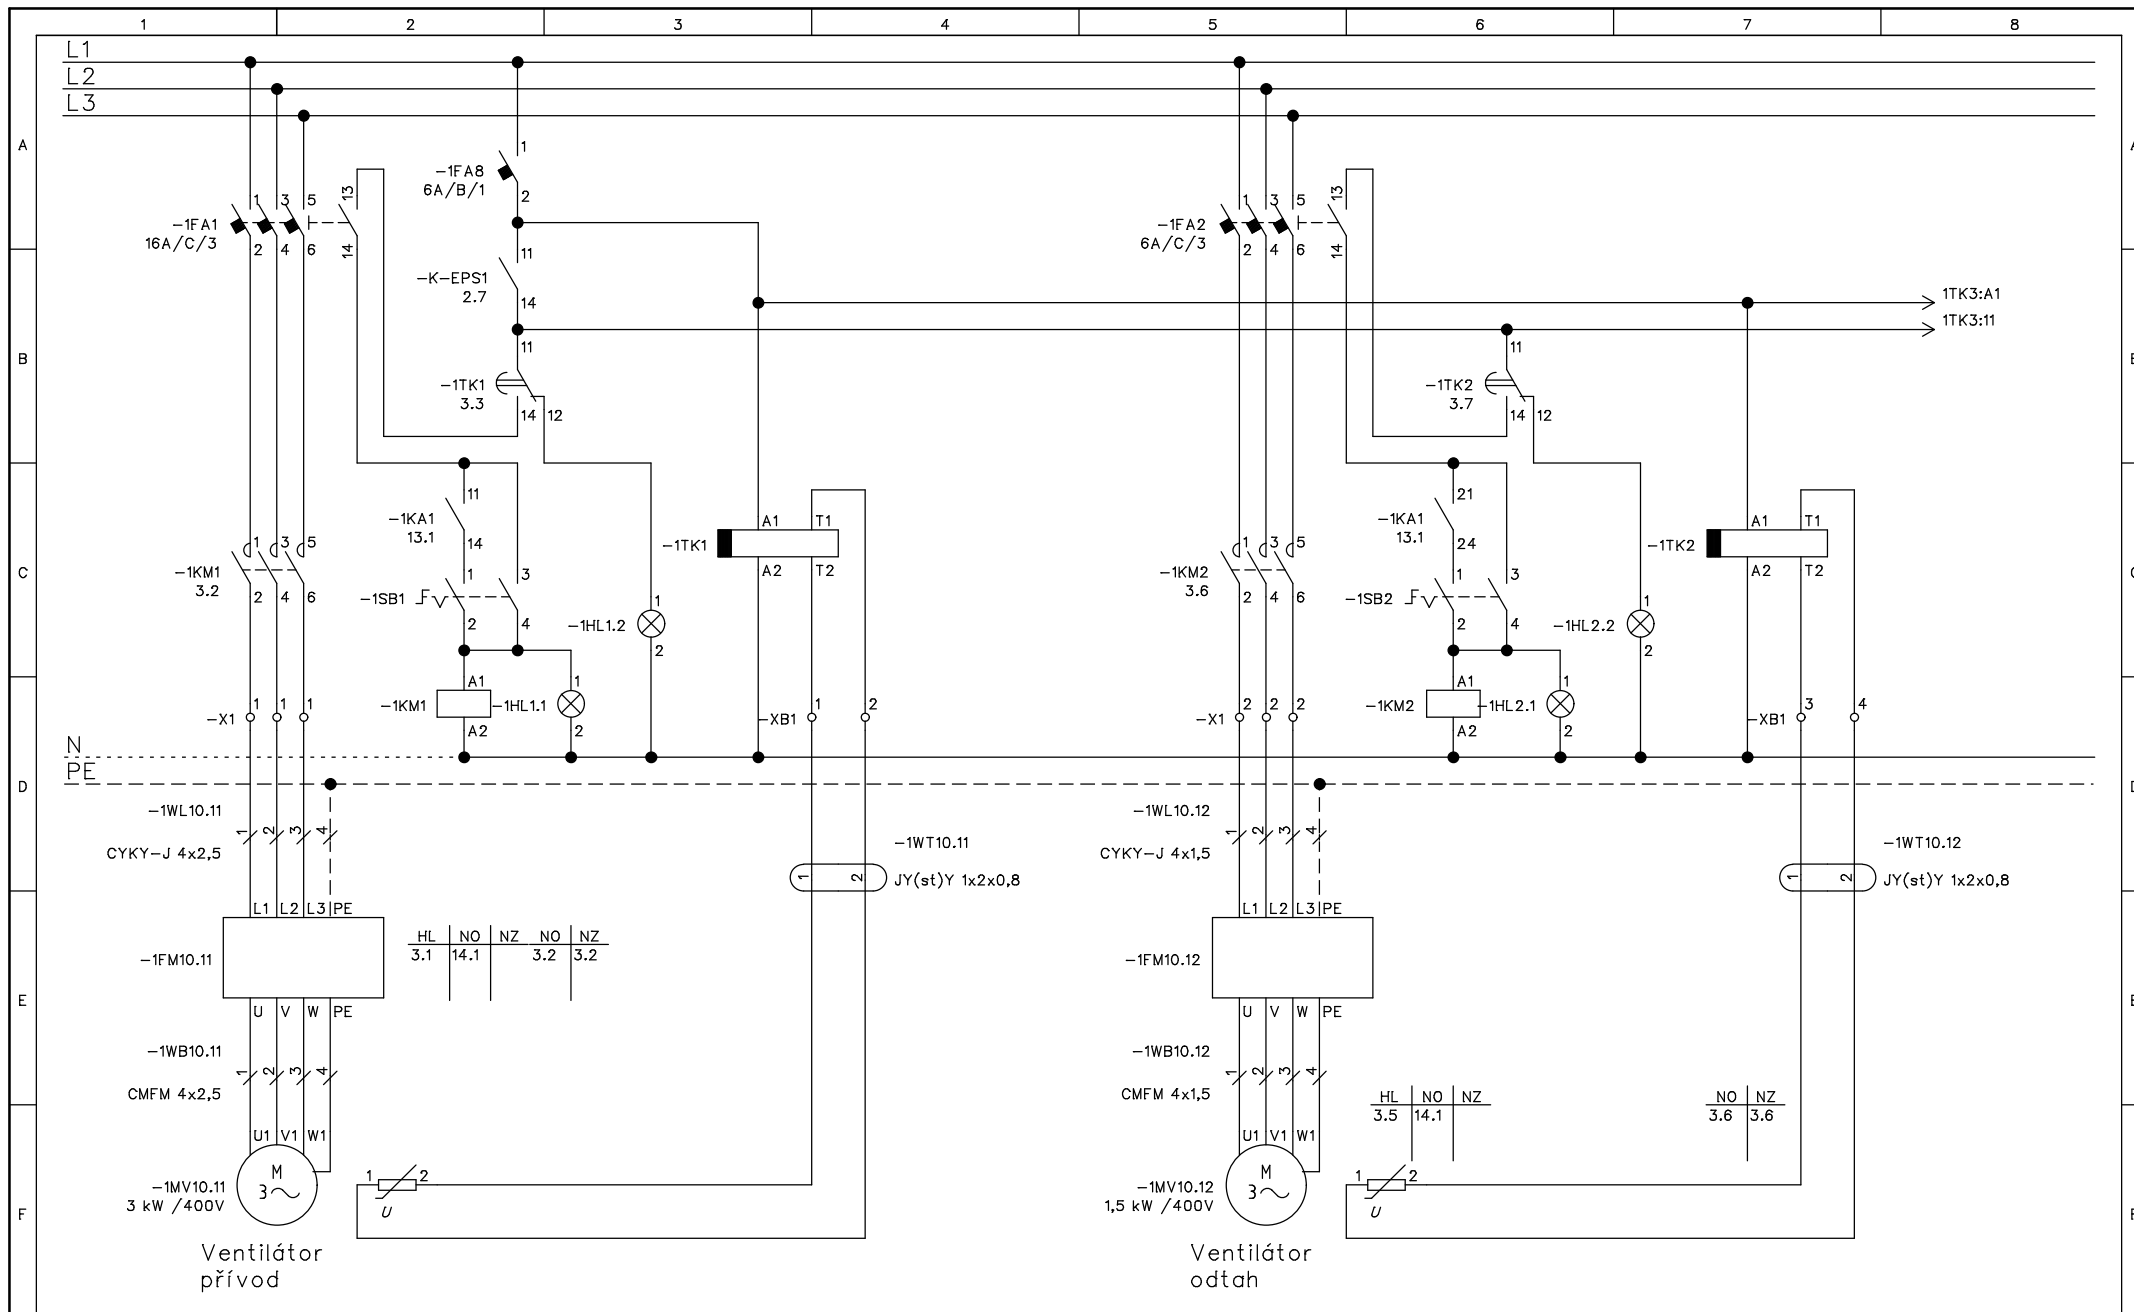 1 2 3 4 5 6 7 8
L1
L2
L3
A
A
-1FA8
6A/B/1
1
2
-1FA1
16A/C/3
1 3 5 13
2 4 6 14
-1FA2
6A/C/3
1 3 5 13
2 4 6 14
-K-EPS1
2.7
11
14
1TK3:A1
1TK3:11
B
B
-1TK1
3.3
11
14 12
-1TK2
3.7
11
14 12
-1KA1
13.1
11
14
-1KA1
13.1
21
24
-1TK1
A1 T1
A2 T2
-1TK2
A1 T1
A2 T2
C
C
-1KM1
3.2
1 3 5
2 4 6
-1SB1
1 3
2 4
-1HL1.2
1
2
-1KM2
3.6
1 3 5
2 4 6
-1SB2
1 3
2 4
-1HL2.2
1
2
-1KM1
A1
A2
-1HL1.1
1
2
-1KM2
A1
A2
-1HL2.1
1
2
-X1 1 1 1
-XB1 1 2
-X1 2 2 2
-XB1 3 4
N
PE
D
D
-1WL10.11
CYKY-J 4x2,5
1 2 3 4
-1WT10.11
JY(st)Y 1x2x0,8
1 2
-1WL10.12
CYKY-J 4x1,5
1 2 3 4
-1WT10.12
JY(st)Y 1x2x0,8
1 2
L1 L2 L3 PE
-1FM10.11
U V W PE
HL NO NZ NO NZ
3.1 14.1 3.2 3.2
L1 L2 L3 PE
-1FM10.12
U V W PE
E
E
-1WB10.11
CMFM 4x2,5
1 2 3 4
-1WB10.12
CMFM 4x1,5
1 2 3 4
HL NO NZ
3.5 14.1
NO NZ
3.6 3.6
U1 V1 W1
M
3
-1MV10.11
3 kW /400V
1 2
U
U1 V1 W1
M
3
-1MV10.12
1,5 kW /400V
1 2
U
F
F
Ventilátor
přívod
Ventilátor
odtah